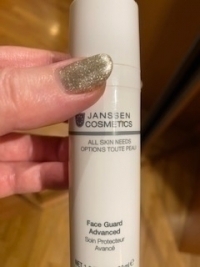 JANSSEN
COSMETICS
ALL SKIN NEEDS
OPTIONS TOUTE PEAU
Face Guard
Advanced
Soin Protecteur
Avancé